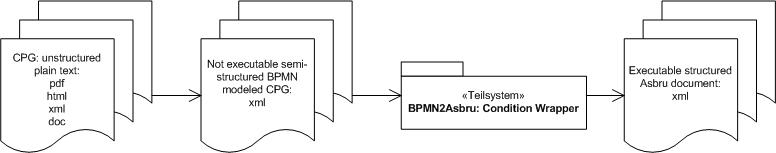 CPG: unstructured
plain text:
pdf
html
xml
doc
Not executable semi-
structured BPMN
modeled CPG:
xml
«Teilsystem»
BPMN2Asbru: Condition Wrapper
Executable structured
Asbru document:
xml